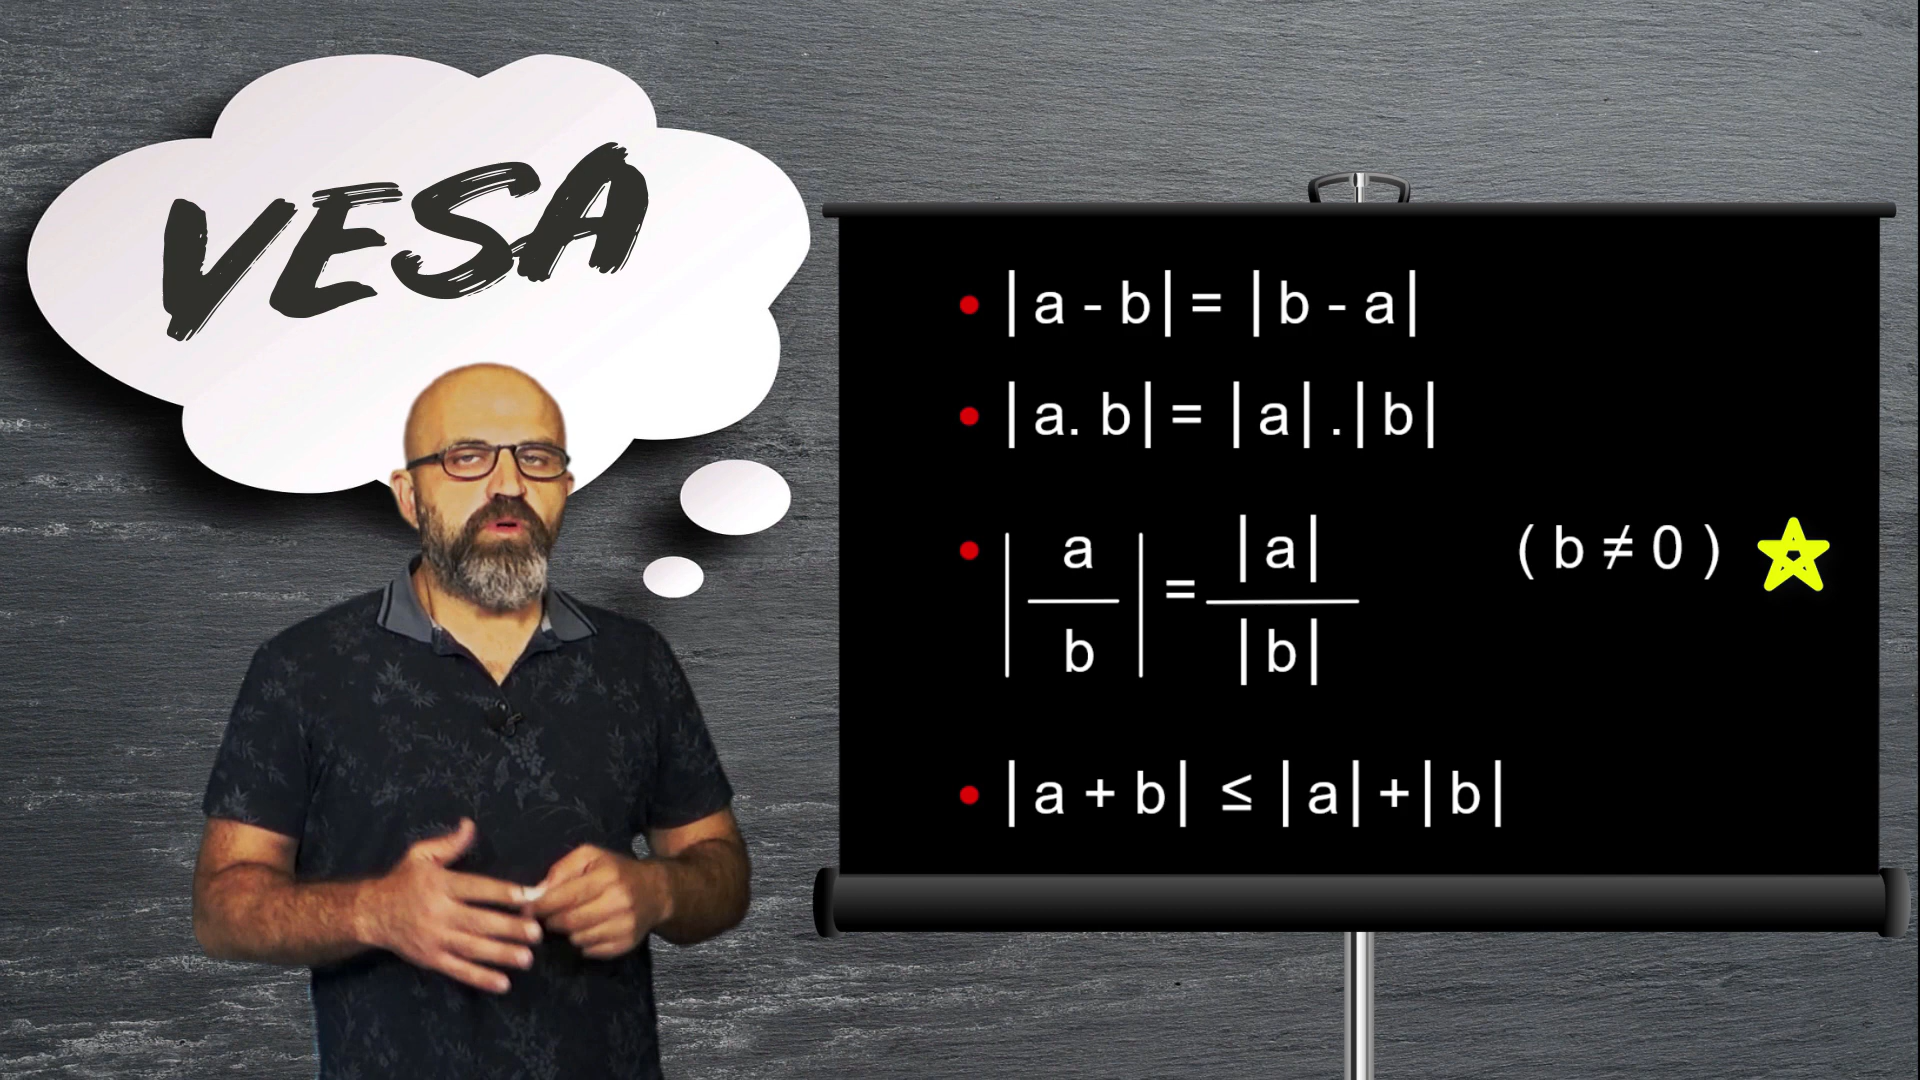 VESA
• |a - b| = |b - a|
• |a. b| = |a| .|b|
• | a / b | = |a| / |b| ( b ≠ 0 )
• |a + b| ≤ |a| + |b|